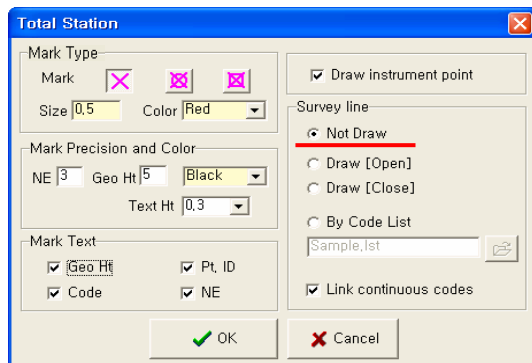 Total Station
Mark Type
Mark
Size 0,5 Color Red
Mark Precision and Color
NE 3 Geo Ht 5 Black
Text Ht 0,3
Mark Text
Geo Ht Pt, ID
Code NE
Draw instrument point
Survey line
Not Draw
Draw [Open]
Draw [Close]
By Code List
Sample,lst
Link continuous codes
OK Cancel